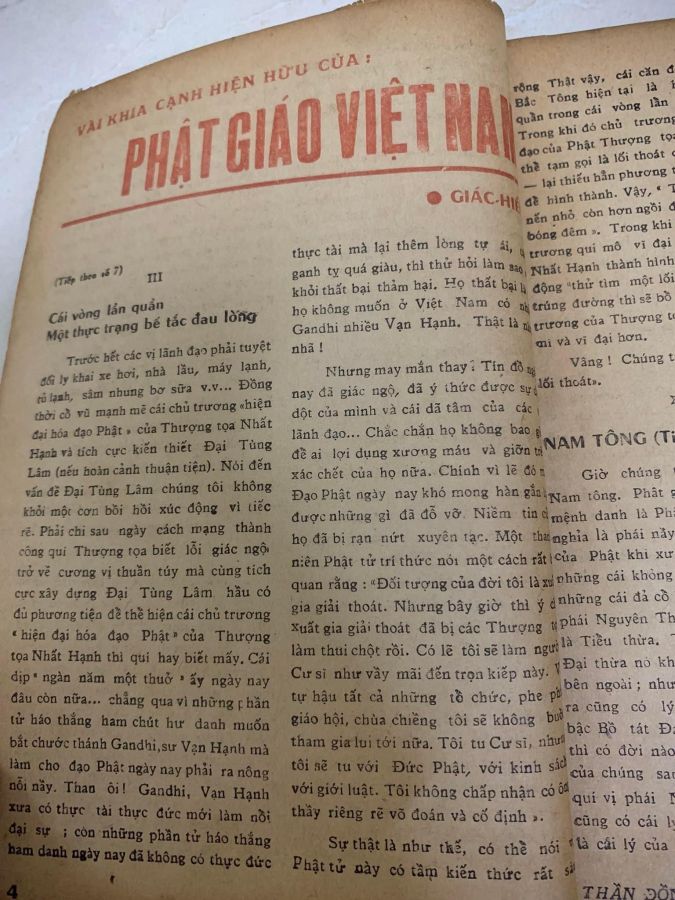 VÀI KHIA CẠNH HIỆN HỮU CỦA:
PHẬT GIÁO VIỆT NAM
● GIÁC-HIỀ
(Tiếp theo số 7)
III
Cái vòng lẩn quẩn
Một thực trạng bế tắc đau lòng
Trước hết các vị lãnh đạo phải tuyệt
đối ly khai xe hơi, nhà lầu, máy lạnh,
tủ lạnh, sâm nhung bơ sữa v.v... Đồng
thời cổ vũ mạnh mẽ cái chủ trương «hiện
đại hóa đạo Phật» của Thượng tọa Nhất
Hạnh và tích cực kiến thiết Đại Tùng
Lâm (nếu hoàn cảnh thuận tiện). Nói đến
vấn đề Đại Tùng Lâm chúng tôi không
khỏi một cơn bồi hồi xúc động vì tiếc
rẻ. Phải chi sau ngày cách mạng thành
công quí Thượng tọa biết lỗi giác ngộ
trở về cương vị thuần túy mà cùng tích
cực xây dựng Đại Tùng Lâm hầu có
đủ phương tiện để thể hiện cái chủ trương
“hiện đại hóa đạo Phật» của Thượng
tọa Nhất Hạnh thì quí hay biết mấy. Cái
dịp “ngàn năm một thuở” ấy ngày nay
đâu còn nữa... chẳng qua vì những phần
tử háo thắng ham chút hư danh muốn
bắt chước thánh Gandhi, sư Vạn Hạnh mà
làm cho đạo Phật ngày nay phải ra nông
nỗi nầy. Than ôi! Gandhi, Vạn Hạnh
xưa có thực tài thực đức mới làm nổi
đại sự ; còn những phần tử háo thắng
ham danh ngày nay đã không có thực đức
4
thực tài mà lại thêm lòng tự ái,
ganh tỵ quá giàu, thì thử hỏi làm sao
khỏi thất bại thảm hại. Họ thất bại
họ không muốn ở Việt Nam có
Gandhi nhiều Vạn Hạnh. Thật là
nhã !
Nhưng may mắn thay ! Tín đồ
nay đã giác ngộ, đã ý thức được sự
dột của mình và cái dã tâm của các
lãnh đạo... Chắc chắn họ không bao
để ai lợi dụng xương máu và giỡn
xác chết của họ nữa. Chính vì lẽ đó
Đạo Phật ngày nay khó mong hàn gắn
được những gì đã đổ vỡ. Niềm tin
họ đã bị rạn nứt xuyên tạc. Một
niên Phật tử trí thức nói một cách rất
quan rằng : “Đối tượng của đời tôi là
gia giải thoát. Nhưng bây giờ thì ý
xuất gia giải thoát đã bị các Thượng
làm thui chột rồi. Có lẽ tôi sẽ làm
Cư sĩ như vầy mãi đến trọn kiếp này.
tự hậu tất cả những tổ chức, phe
giáo hội, chùa chiềng tôi sẽ không
tham gia lui tới nữa. Tôi tu Cư sĩ,
tôi sẽ tu với Đức Phật, với kinh sách
với giới luật. Tôi không chấp nhận có
thầy riêng rẽ võ đoán và cố định ».
Sự thật là như thế, có thể nói
Phật tử này có tầm kiến thức rất
rộng Thật vậy, cái căn
Bắc Tông hiện tại là
quẩn trong cái vòng lẩn
Trong khi đó chủ trương
đạo của Phật Thượng tọa
thể tạm gọi là lối thoát
— lại thiếu hẳn phương
để hình thành. Vậy, “
nến nhỏ còn hơn ngồi
bóng đêm ». Trong khi
trương qui mô vĩ đại
Nhất Hạnh thành hình
động “thử tìm một lối
trúng đường thì sẽ bỏ
trương của Thượng
mì và vĩ đại hơn.
Vâng ! Chúng
lối thoát».
NAM TÔNG (Ti
Giờ chúng
Nam tông. Phật
mệnh danh là
nghĩa là phái nầy
của Phật khi xư
những cái không
những cái đã cổ
phái Nguyên Th
là Tiểu thừa.
Đại thừa nó kh
bên ngoài ; như
ra cũng có lý
bậc Bồ tát
thì có đời nào
của chúng
quí vị phái
cũng có cái lý
là cái lý của
THẦN ĐỒN